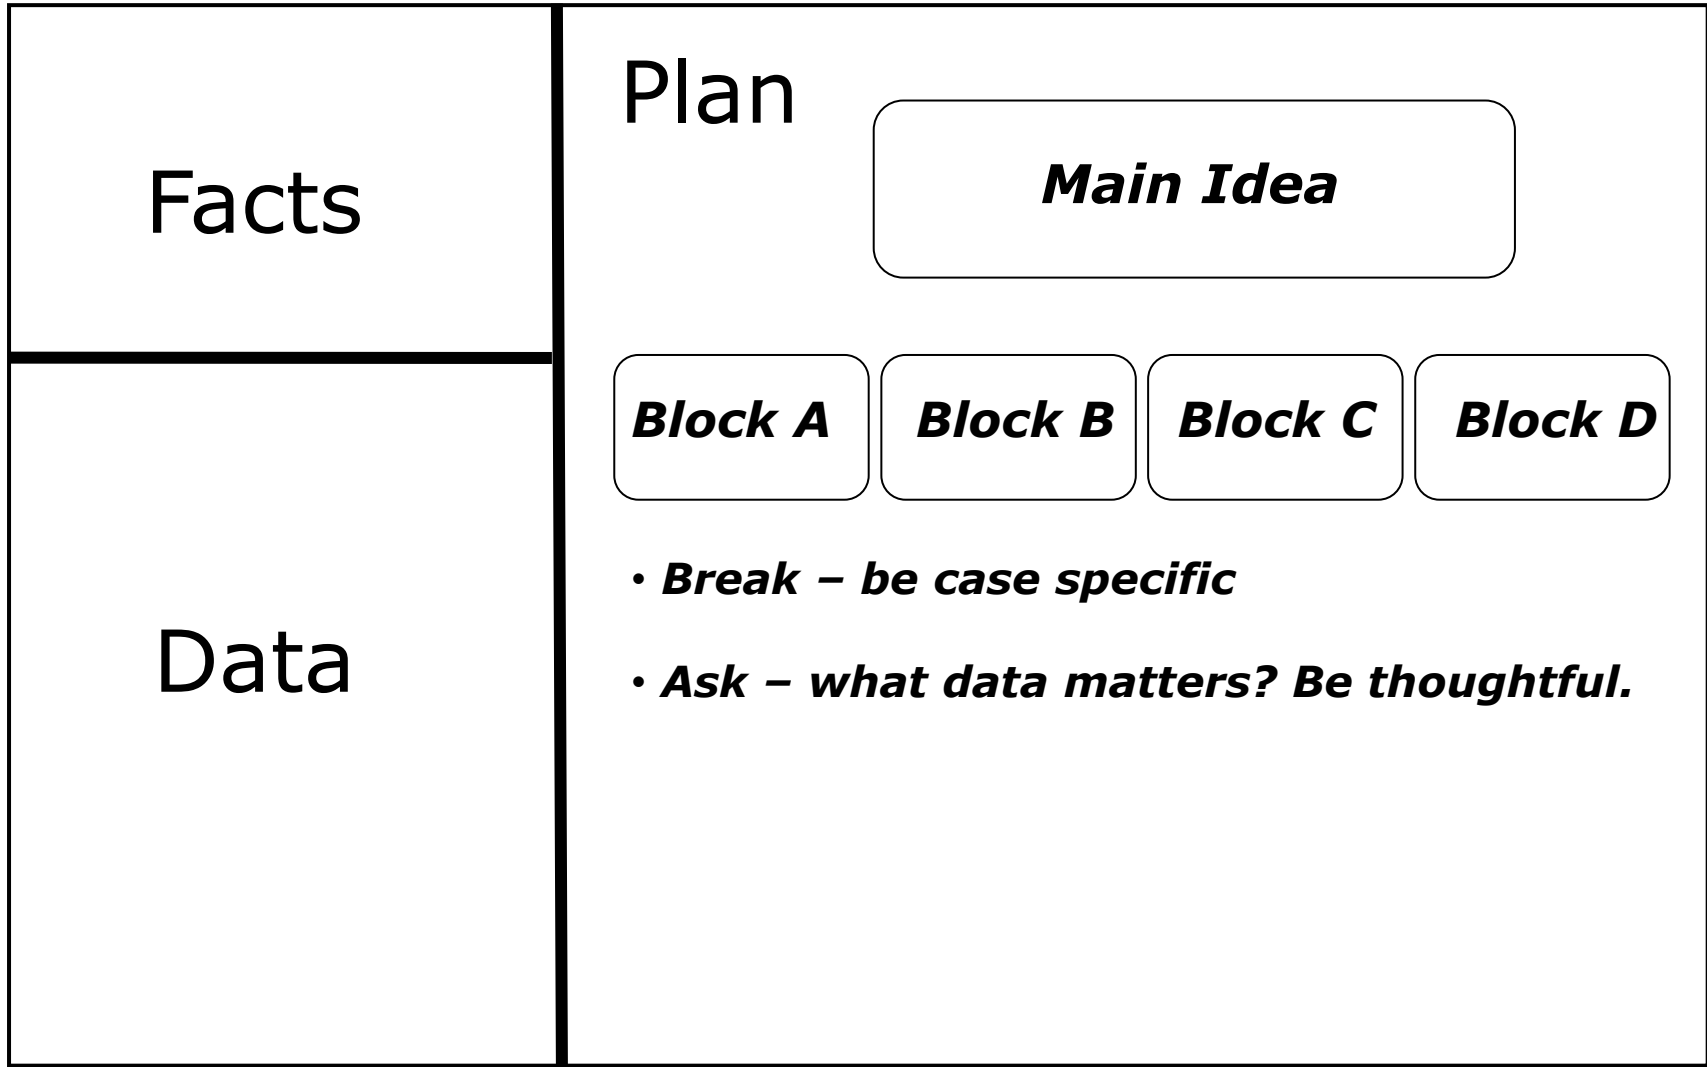 Facts
Data
Plan
Main Idea
Block A
Block B
Block C
Block D
• Break – be case specific
• Ask – what data matters? Be thoughtful.